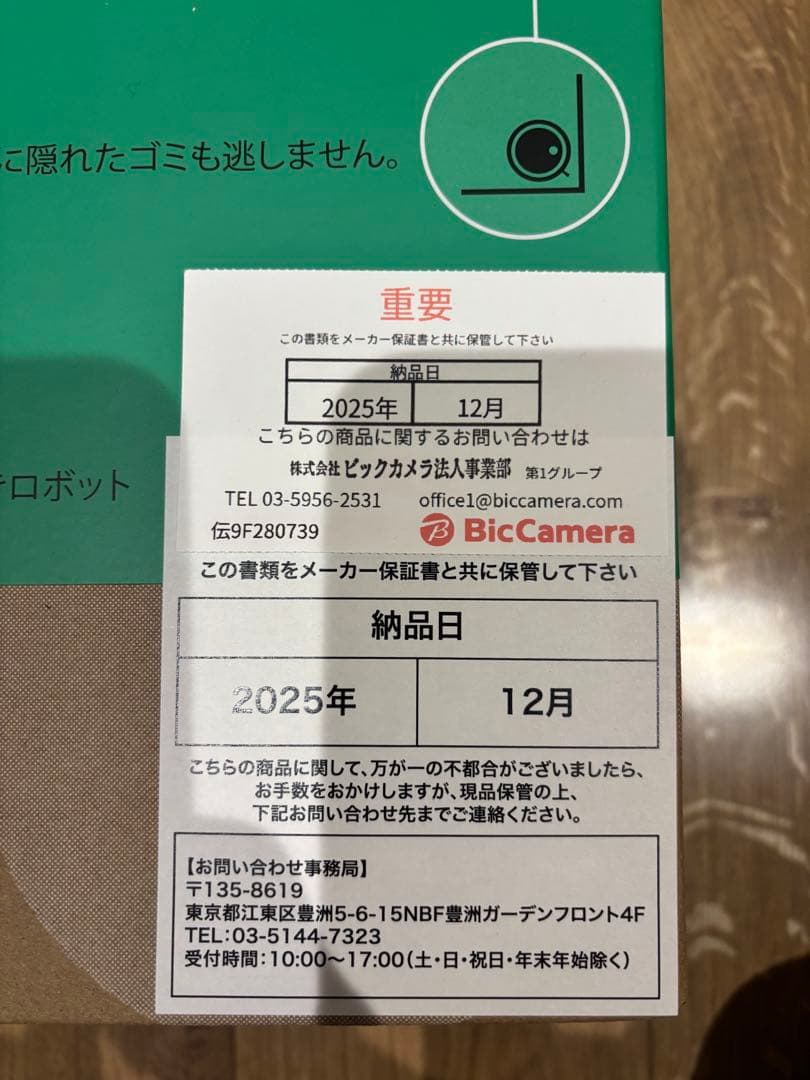 に隠れたゴミも逃しません。
重要
この書類をメーカー保証書と共に保管して下さい
納品日
2025年 12月
こちらの商品に関するお問い合わせは
株式会社 ビックカメラ法人事業部 第1グループ
TEL 03-5956-2531 office1@biccamera.com
伝9F280739 BicCamera
ロボット
この書類をメーカー保証書と共に保管して下さい
納品日
2025年 12月
こちらの商品に関して、万が一の不都合がございましたら、
お手数をおかけしますが、現品保管の上、
下記お問い合わせ先までご連絡ください。
【お問い合わせ事務局】
〒135-8619
東京都江東区豊洲5-6-15NBF豊洲ガーデンフロント4F
TEL:03-5144-7323
受付時間:10:00〜17:00(土・日・祝日・年末年始除く)